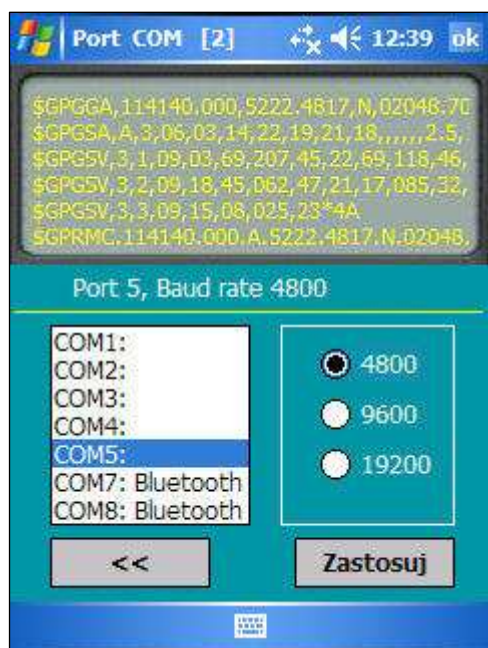 Port COM [2] 12:39 ok
$GPGGA,114140.000,5222.4817,N,02048.70
$GPGSA,A,3,06,03,14,22,19,21,18,,,,,,2.5,
$GPGSV,3,1,09,03,69,207,45,22,69,118,46,
$GPGSV,3,2,09,18,45,062,47,21,17,085,32,
$GPGSV,3,3,09,15,08,025,23*4A
$GPRMC,114140.000,A,5222.4817,N,02048.
Port 5, Baud rate 4800
COM1:
COM2:
COM3:
COM4:
COM5:
COM7: Bluetooth
COM8: Bluetooth
4800
9600
19200
<<
Zastosuj